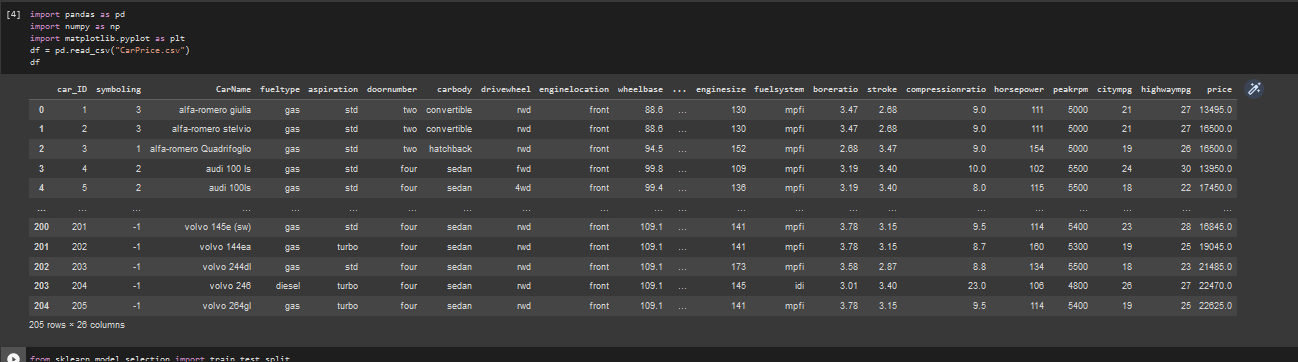 [4] import pandas as pd
import numpy as np
import matplotlib.pyplot as plt
df = pd.read_csv("CarPrice.csv")
df
car_ID symboling CarName fueltype aspiration doornumber carbody drivewheel enginelocation wheelbase ... enginesize fuelsystem boreratio stroke compressionratio horsepower peakrpm citympg highwaympg price
0 1 3 alfa-romero giulia gas std two convertible rwd front 88.6 ... 130 mpfi 3.47 2.68 9.0 111 5000 21 27 13495.0
1 2 3 alfa-romero stelvio gas std two convertible rwd front 88.6 ... 130 mpfi 3.47 2.68 9.0 111 5000 21 27 16500.0
2 3 1 alfa-romero Quadrifoglio gas std two hatchback rwd front 94.5 ... 152 mpfi 2.68 3.47 9.0 154 5000 19 26 16500.0
3 4 2 audi 100 ls gas std four sedan fwd front 99.8 ... 109 mpfi 3.19 3.40 10.0 102 5500 24 30 13950.0
4 5 2 audi 100ls gas std four sedan 4wd front 99.4 ... 136 mpfi 3.19 3.40 8.0 115 5500 18 22 17450.0
... ... ... ... ... ... ... ... ... ... ... ... ... ... ... ... ... ... ... ... ... ...
200 201 -1 volvo 145e (sw) gas std four sedan rwd front 109.1 ... 141 mpfi 3.78 3.15 9.5 114 5400 23 28 16845.0
201 202 -1 volvo 144ea gas turbo four sedan rwd front 109.1 ... 141 mpfi 3.78 3.15 8.7 160 5300 19 25 19045.0
202 203 -1 volvo 244dl gas std four sedan rwd front 109.1 ... 173 mpfi 3.58 2.87 8.8 134 5500 18 23 21485.0
203 204 -1 volvo 246 diesel turbo four sedan rwd front 109.1 ... 145 idi 3.01 3.40 23.0 106 4800 26 27 22470.0
204 205 -1 volvo 264gl gas turbo four sedan rwd front 109.1 ... 141 mpfi 3.78 3.15 9.5 114 5400 19 25 22625.0
205 rows × 26 columns
from sklearn.model_selection import train_test_split